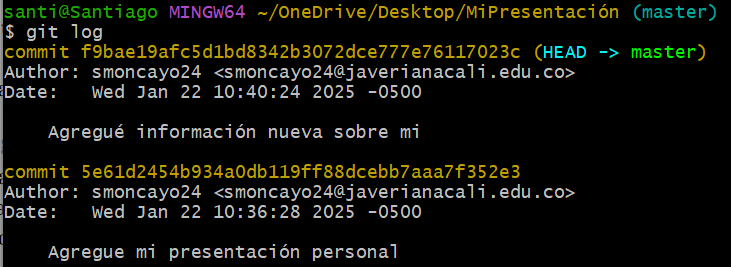 santi@Santiago MINGW64 ~/OneDrive/Desktop/MiPresentación (master)
$ git log
commit f9bae19afc5d1bd8342b3072dce777e76117023c (HEAD -> master)
Author: smoncayo24 <smoncayo24@javerianacali.edu.co>
Date:   Wed Jan 22 10:40:24 2025 -0500
    Agregué información nueva sobre mi
commit 5e61d2454b934a0db119ff88dcebb7aaa7f352e3
Author: smoncayo24 <smoncayo24@javerianacali.edu.co>
Date:   Wed Jan 22 10:36:28 2025 -0500
    Agregue mi presentación personal